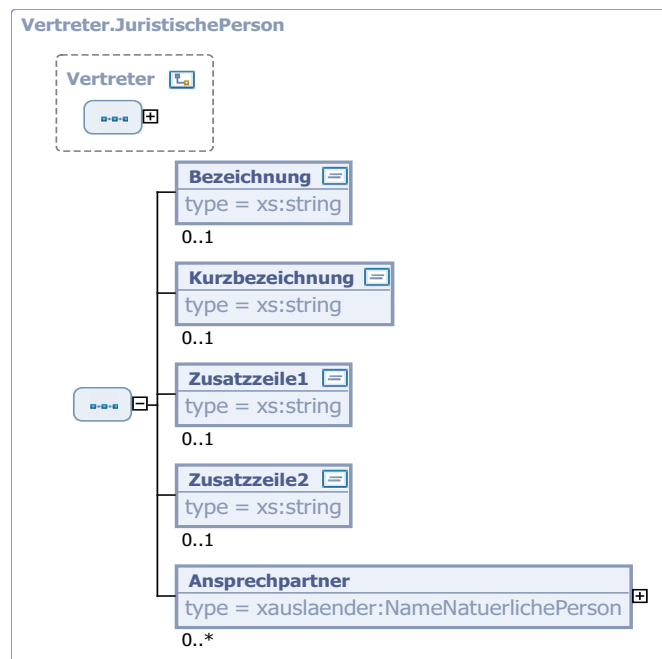 Vertreter.JuristischePerson
Vertreter
Bezeichnung
type = xs:string
0..1
Kurzbezeichnung
type = xs:string
0..1
Zusatzzeile1
type = xs:string
0..1
Zusatzzeile2
type = xs:string
0..1
Ansprechpartner
type = xauslaender:NameNatuerlichePerson
0..*